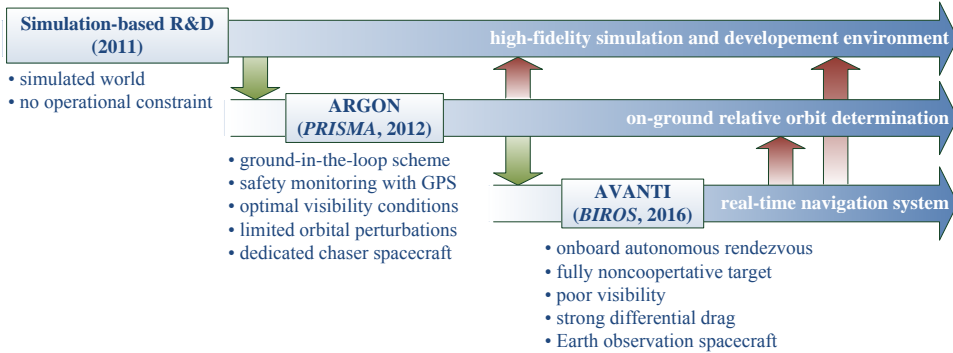 Simulation-based R&D
(2011)
high-fidelity simulation and developement environment
• simulated world
• no operational constraint
ARGON
(PRISMA, 2012)
on-ground relative orbit determination
• ground-in-the-loop scheme
• safety monitoring with GPS
• optimal visibility conditions
• limited orbital perturbations
• dedicated chaser spacecraft
AVANTI
(BIROS, 2016)
real-time navigation system
• onboard autonomous rendezvous
• fully noncoopertative target
• poor visibility
• strong differential drag
• Earth observation spacecraft